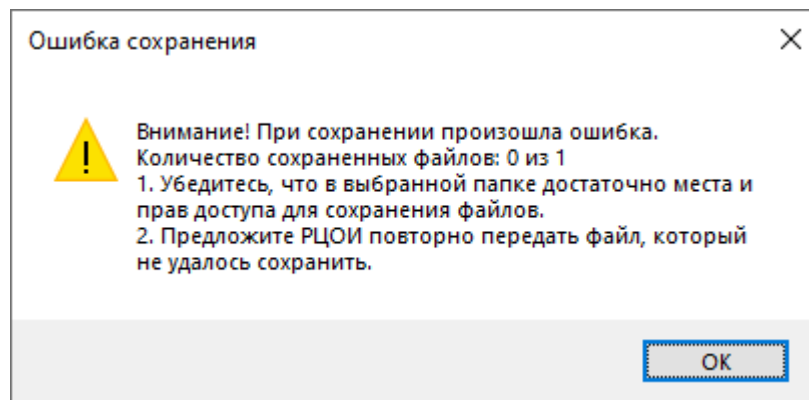 Ошибка сохранения
Внимание! При сохранении произошла ошибка.
Количество сохраненных файлов: 0 из 1
1. Убедитесь, что в выбранной папке достаточно места и
прав доступа для сохранения файлов.
2. Предложите РЦОИ повторно передать файл, который
не удалось сохранить.
ОК